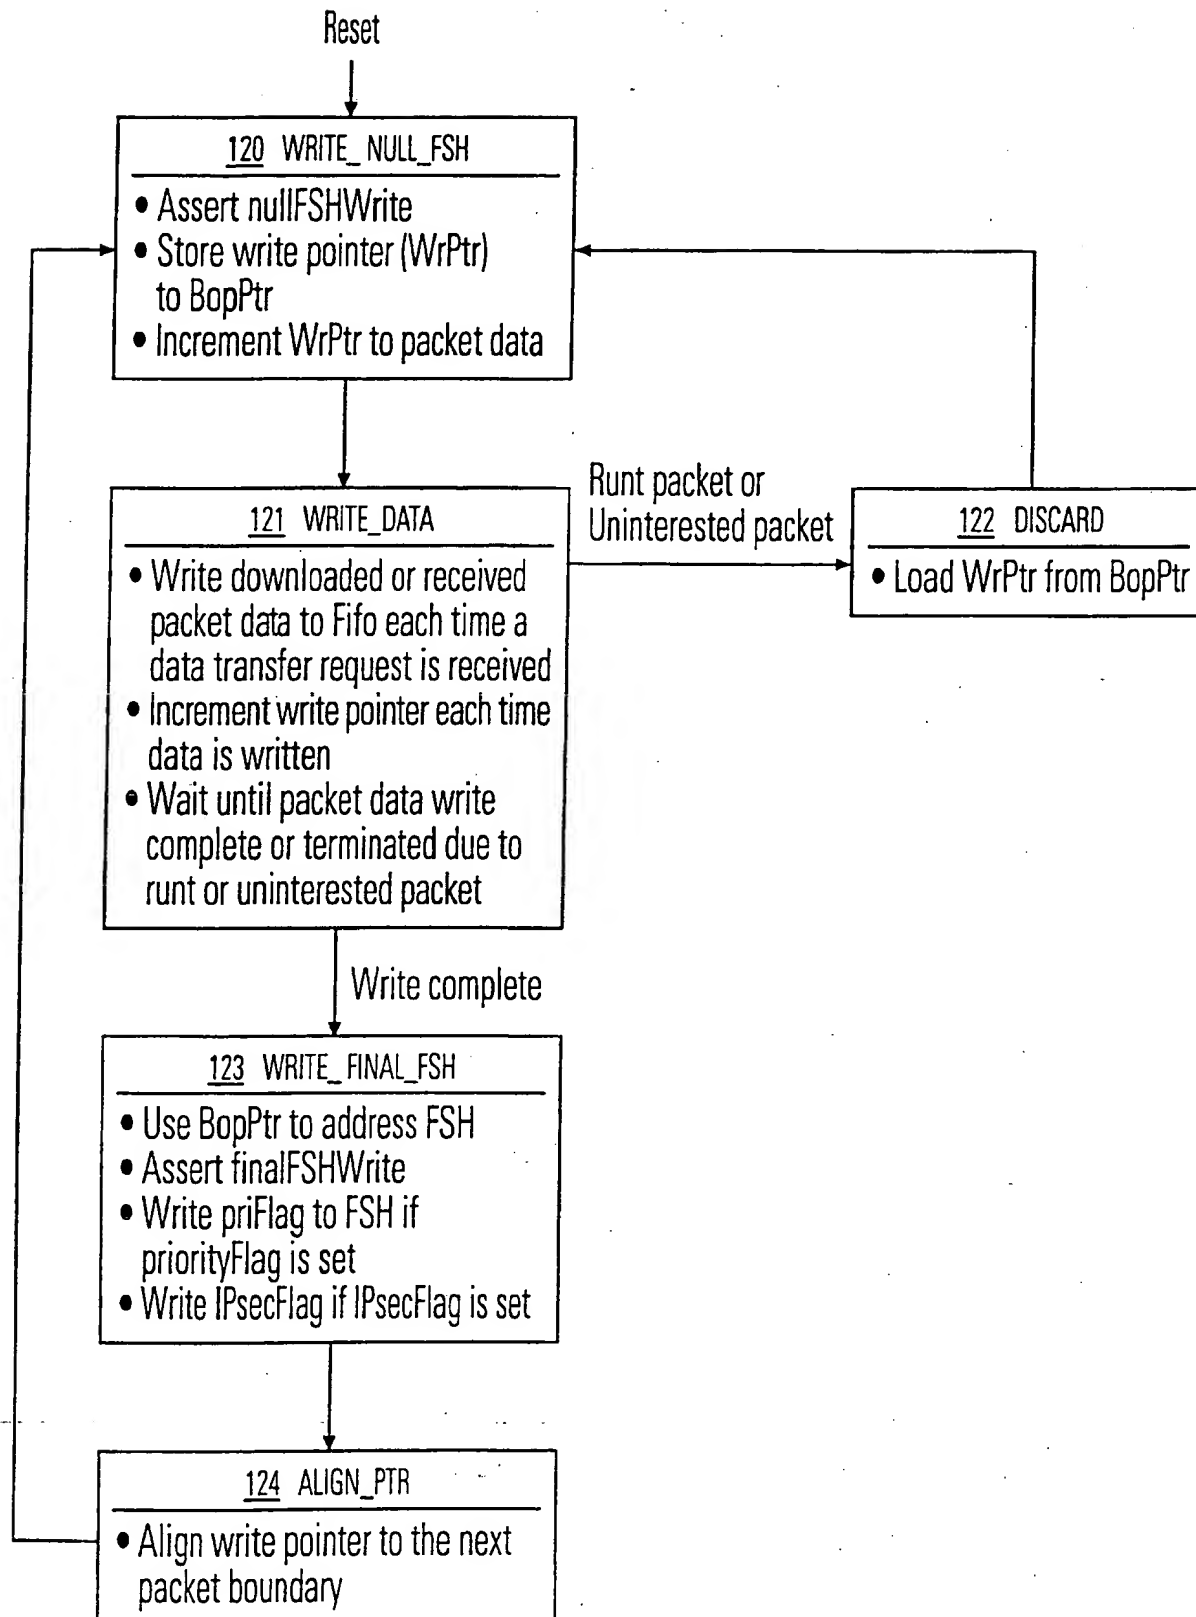 Reset
120 WRITE_NULL_FSH
• Assert nullFSHWrite
• Store write pointer (WrPtr)
to BopPtr
• Increment WrPtr to packet data
Runt packet or
Uninterested packet
121 WRITE_DATA
• Write downloaded or received
packet data to Fifo each time a
data transfer request is received
• Increment write pointer each time
data is written
• Wait until packet data write
complete or terminated due to
runt or uninterested packet
122 DISCARD
• Load WrPtr from BopPtr
Write complete
123 WRITE_FINAL_FSH
• Use BopPtr to address FSH
• Assert finalFSHWrite
• Write priFlag to FSH if
priorityFlag is set
• Write IPsecFlag if IPsecFlag is set
124 ALIGN_PTR
• Align write pointer to the next
packet boundary